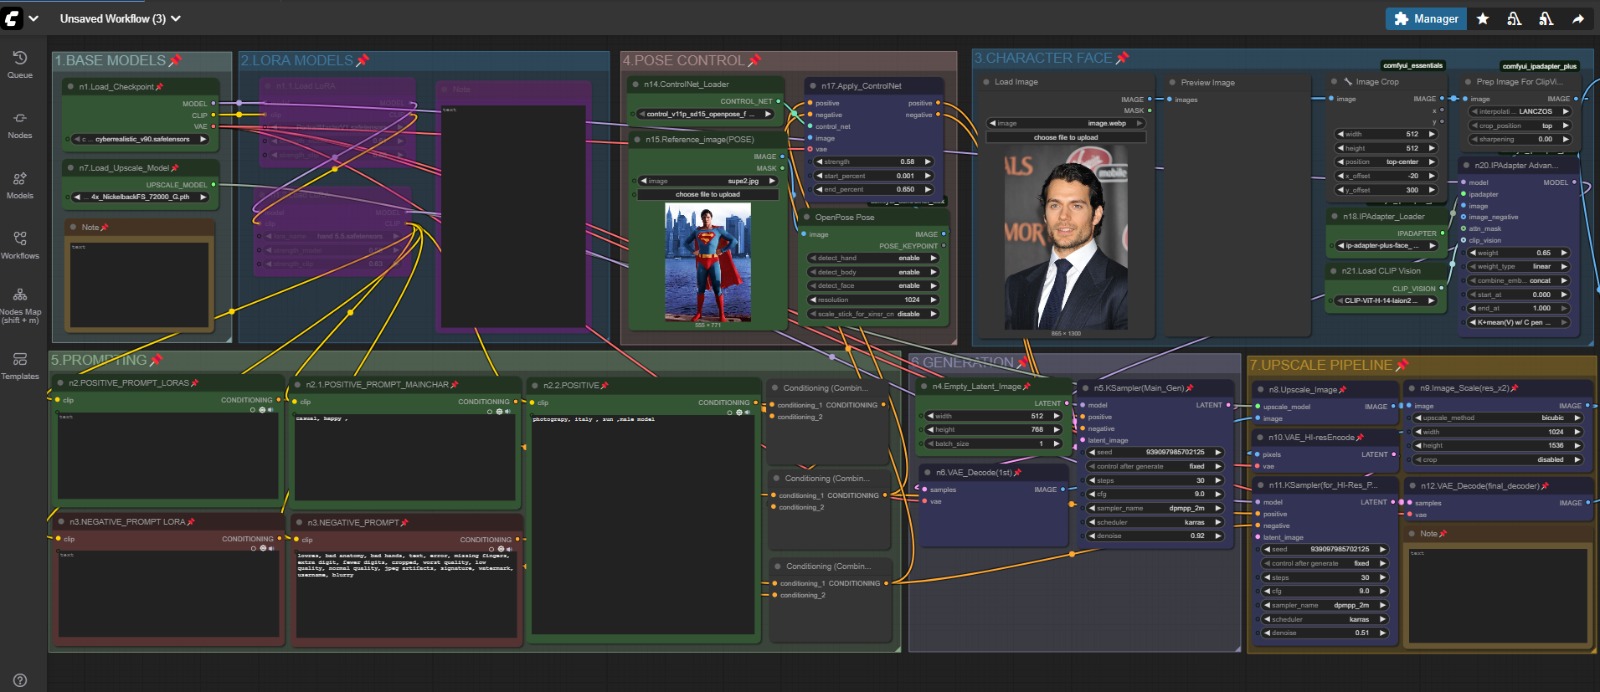 Unsaved Workflow (3)
Manager
Queue
Nodes
Models
Workflows
Nodes Map
(shift + m)
Templates
1.BASE MODELS
n1.Load_Checkpoint
MODEL
CLIP
VAE
cyberrealistic_v90.safetensors
n7.Load_Upscale_Model
UPSCALE_MODEL
4x_NickelbackFS_72000_G.pth
Note
text
2.LORA MODELS
n1.1.Load LoRA
MODEL
CLIP
Note
text
4.POSE CONTROL
n14.ControlNet_Loader
CONTROL_NET
control_v11p_sd15_openpose_f ...
n15.Reference_image(POSE)
IMAGE
MASK
image supe2.jpg
choose file to upload
555 × 771
n17.Apply_ControlNet
positive positive
negative negative
control_net
image
vae
strength 0.58
start_percent 0.001
end_percent 0.650
OpenPose Pose
image IMAGE
POSE_KEYPOINT
detect_hand enable
detect_body enable
detect_face enable
resolution 1024
scale_stick_for_xinsr_cn disable
3.CHARACTER FACE
Load Image
IMAGE
MASK
image image.webp
choose file to upload
ALS
mobile
MOR
865 × 1300
Preview Image
images
comfyui_essentials
Image Crop
image IMAGE
x
y
width 512
height 512
position top-center
x_offset -20
y_offset 300
n18.IPAdapter_Loader
IPADAPTER
ip-adapter-plus-face_ ...
n21.Load CLIP Vision
CLIP_VISION
CLIP-ViT-H-14-laion2 ...
comfyui_ipadapter_plus
Prep Image For ClipVi...
image IMAGE
interpolati... LANCZOS
crop_position top
sharpening 0.00
n20.IPAdapter Advan...
model MODEL
ipadapter
image
image_negative
attn_mask
clip_vision
weight 0.65
weight_type linear
combine_emb... concat
start_at 0.000
end_at 1.000
K+mean(V) w/ C pen ...
5.PROMPTING
n2.POSITIVE_PROMPT_LORAS
clip CONDITIONING
text
n2.1.POSITIVE_PROMPT_MAINCHAR
clip CONDITIONING
casual, happy ,
n2.2.POSITIVE
clip CONDITIONING
photograpy, italy , sun ,male model
n3.NEGATIVE_PROMPT LORA
clip CONDITIONING
text
n3.NEGATIVE_PROMPT
clip CONDITIONING
lowres, bad anatomy, bad hands, text, error, missing fingers,
extra digit, fewer digits, cropped, worst quality, low
quality, normal quality, jpeg artifacts, signature, watermark,
username, blurry
Conditioning (Combin...
conditioning_1 CONDITIONING
conditioning_2
Conditioning (Combin...
conditioning_1 CONDITIONING
conditioning_2
Conditioning (Combin...
conditioning_1 CONDITIONING
conditioning_2
6.GENERATION
n4.Empty_Latent_Image
LATENT
width 512
height 768
batch_size 1
n6.VAE_Decode(1st)
samples IMAGE
vae
n5.KSampler(Main_Gen)
model LATENT
positive
negative
latent_image
seed 939097985702125
control after generate fixed
steps 30
cfg 9.0
sampler_name dpmpp_2m
scheduler karras
denoise 0.92
7.UPSCALE PIPELINE
n8.Upscale_Image
upscale_model IMAGE
image
n10.VAE_HI-resEncode
pixels LATENT
vae
n11.KSampler(for_HI-Res_P...
model LATENT
positive
negative
latent_image
seed 939097985702125
control after generate fixed
steps 30
cfg 9.0
sampler_name dpmpp_2m
scheduler karras
denoise 0.51
n9.Image_Scale(res_x2)
image IMAGE
upscale_method bicubic
width 1024
height 1536
crop disabled
n12.VAE_Decode(final_decoder)
samples IMAGE
vae
Note
text